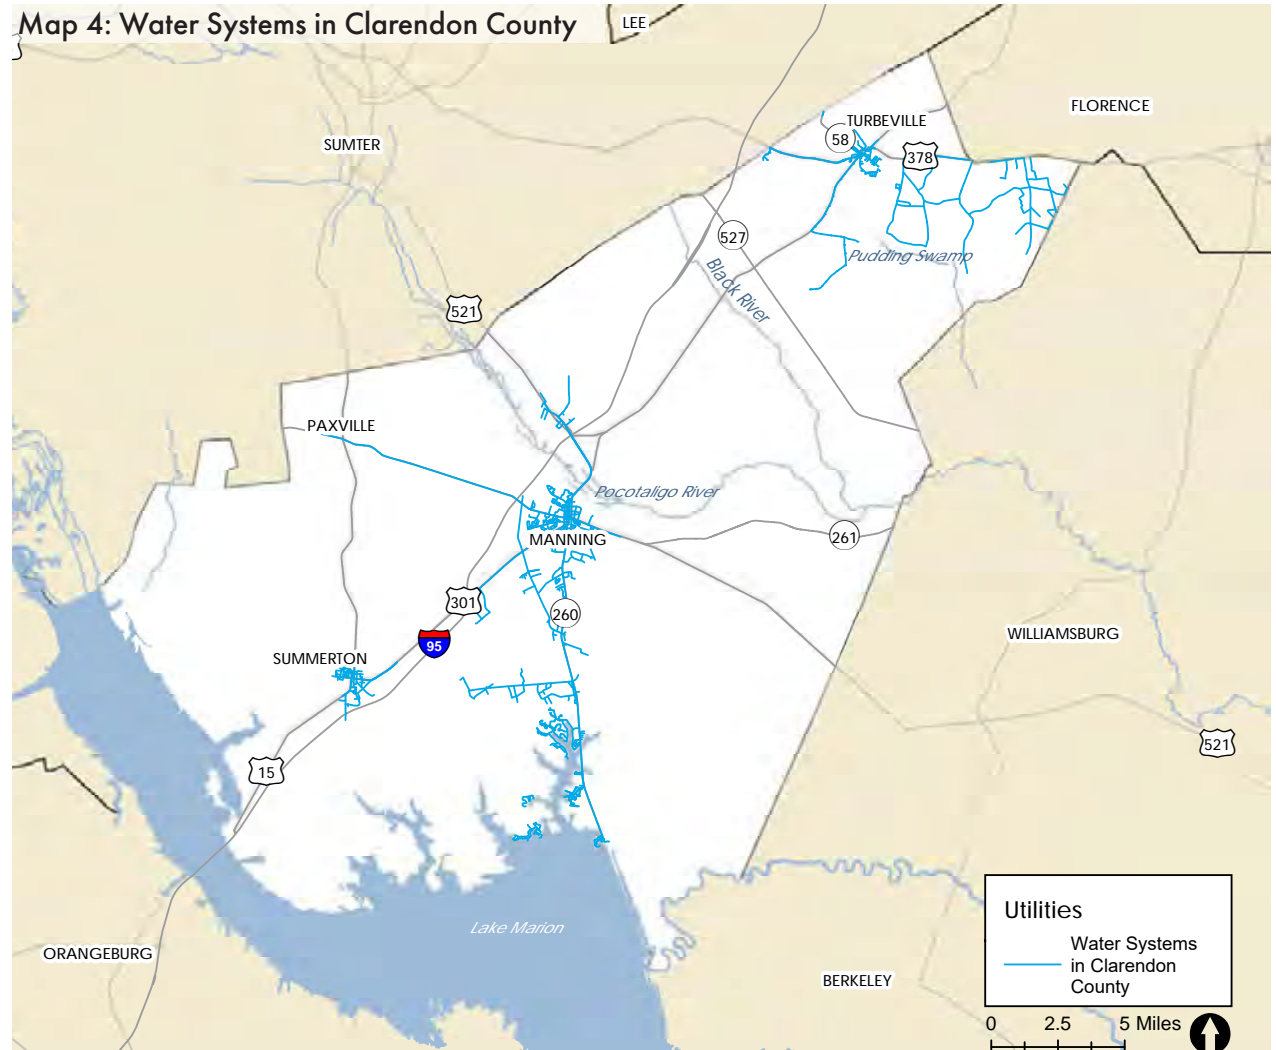 Map 4: Water Systems in Clarendon County
LEE
FLORENCE
TURBEVILLE
58
378
SUMTER
527
Pudding Swamp
Black River
521
PAXVILLE
Pocotaligo River
MANNING
261
301
260
95
WILLIAMSBURG
SUMMERTON
521
15
Lake Marion
ORANGEBURG
BERKELEY
Utilities
Water Systems
in Clarendon
County
0 2.5 5 Miles